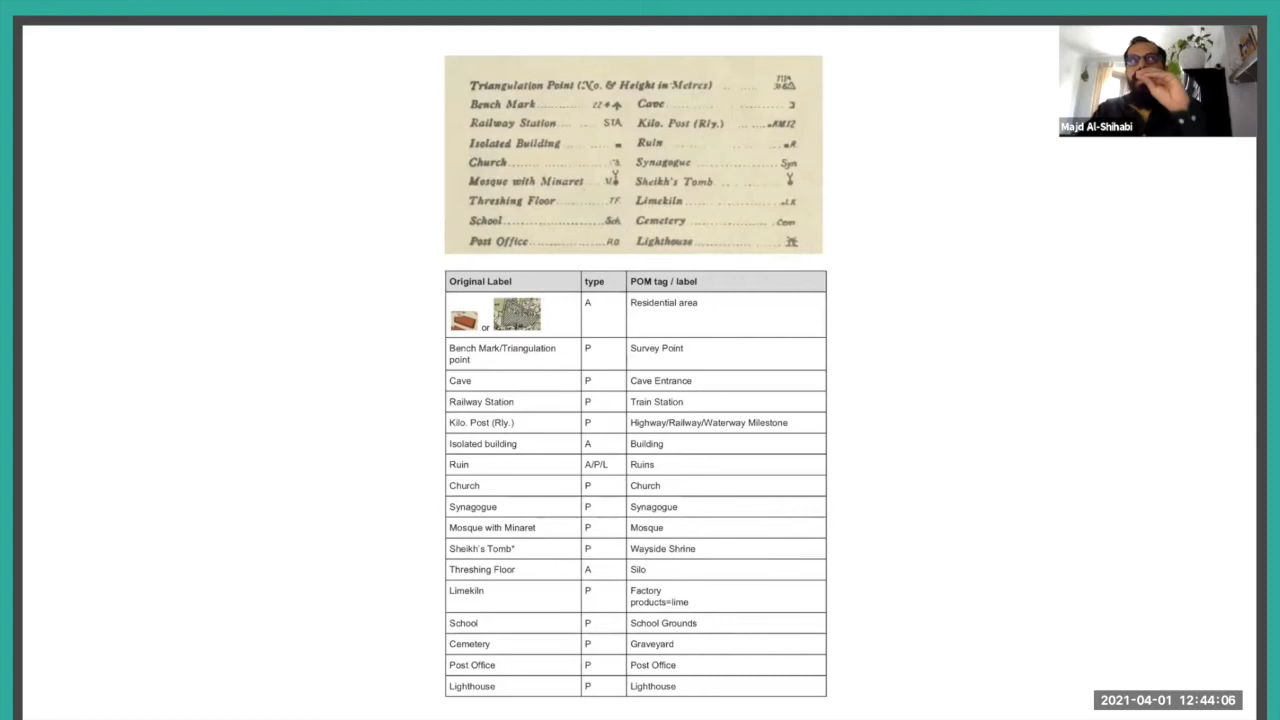 Triangulation Point (No. & Height in Metres)
Bench Mark Cave
Railway Station STA Kilo. Post (Rly.) KM12
Isolated Building Ruin R
Church Synagogue Syn
Mosque with Minaret Sheikh's Tomb
Threshing Floor TF Limekiln LK
School Sch Cemetery Cem
Post Office P.O Lighthouse
Majd Al-Shihabi
Original Label type POM tag / label
or A Residential area
Bench Mark/Triangulation P Survey Point
point
Cave P Cave Entrance
Railway Station P Train Station
Kilo. Post (Rly.) P Highway/Railway/Waterway Milestone
Isolated building A Building
Ruin A/P/L Ruins
Church P Church
Synagogue P Synagogue
Mosque with Minaret P Mosque
Sheikh's Tomb* P Wayside Shrine
Threshing Floor A Silo
Limekiln P Factory
products=lime
School P School Grounds
Cemetery P Graveyard
Post Office P Post Office
Lighthouse P Lighthouse
2021-04-01 12:44:06